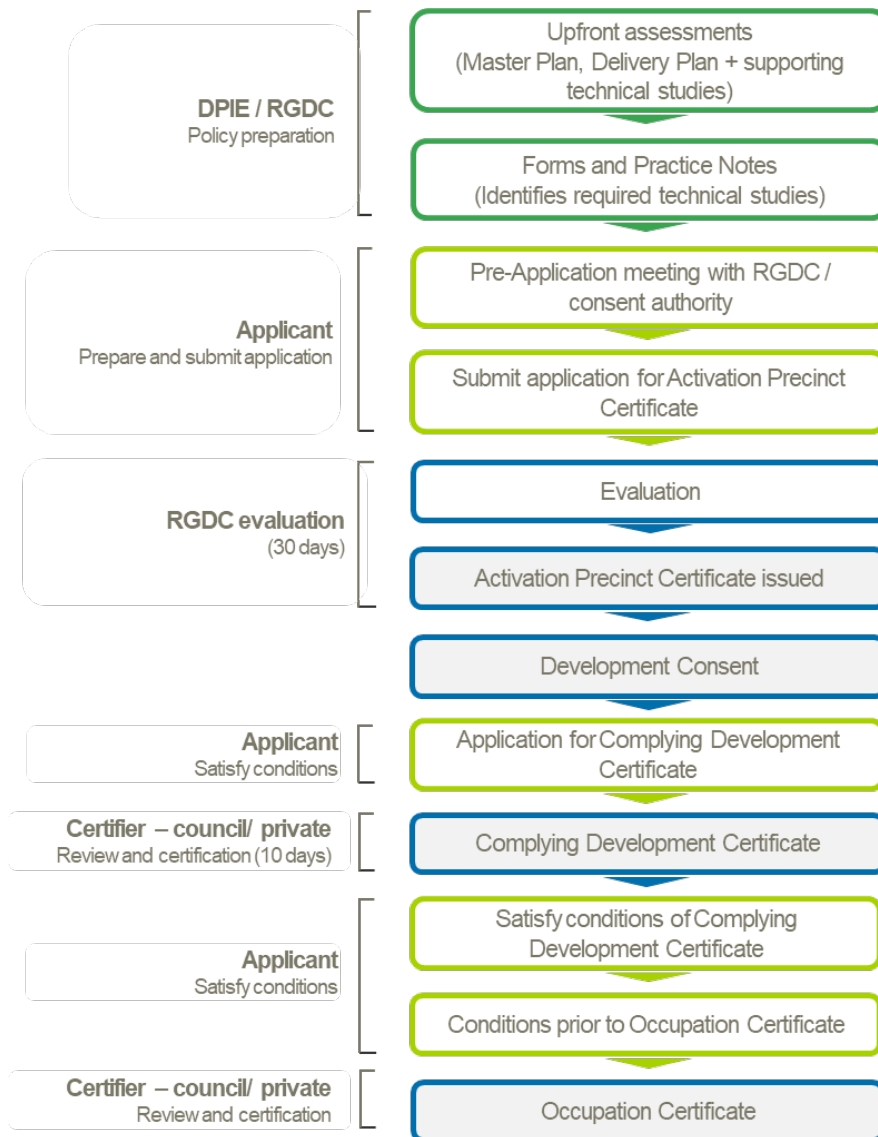 Upfront assessments
(Master Plan, Delivery Plan + supporting
technical studies)
DPIE / RGDC
Policy preparation
Forms and Practice Notes
(Identifies required technical studies)
Pre-Application meeting with RGDC /
consent authority
Applicant
Prepare and submit application
Submit application for Activation Precinct
Certificate
Evaluation
RGDC evaluation
(30 days)
Activation Precinct Certificate issued
Development Consent
Applicant
Satisfy conditions
Application for Complying Development
Certificate
Certifier – council/ private
Review and certification (10 days)
Complying Development Certificate
Satisfy conditions of Complying
Development Certificate
Applicant
Satisfy conditions
Conditions prior to Occupation Certificate
Certifier – council/ private
Review and certification
Occupation Certificate